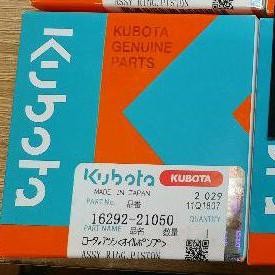 ASSY RING,PISTON
Kubota
KUBOTA
GENUINE
PARTS
Kubota KUBOTA
MADE IN JAPAN 2 029
PART No. 品番 11Q1807
16292-21050 QUANTITY
PART NAME 品名 数量
1
ASSY RING,PISTON